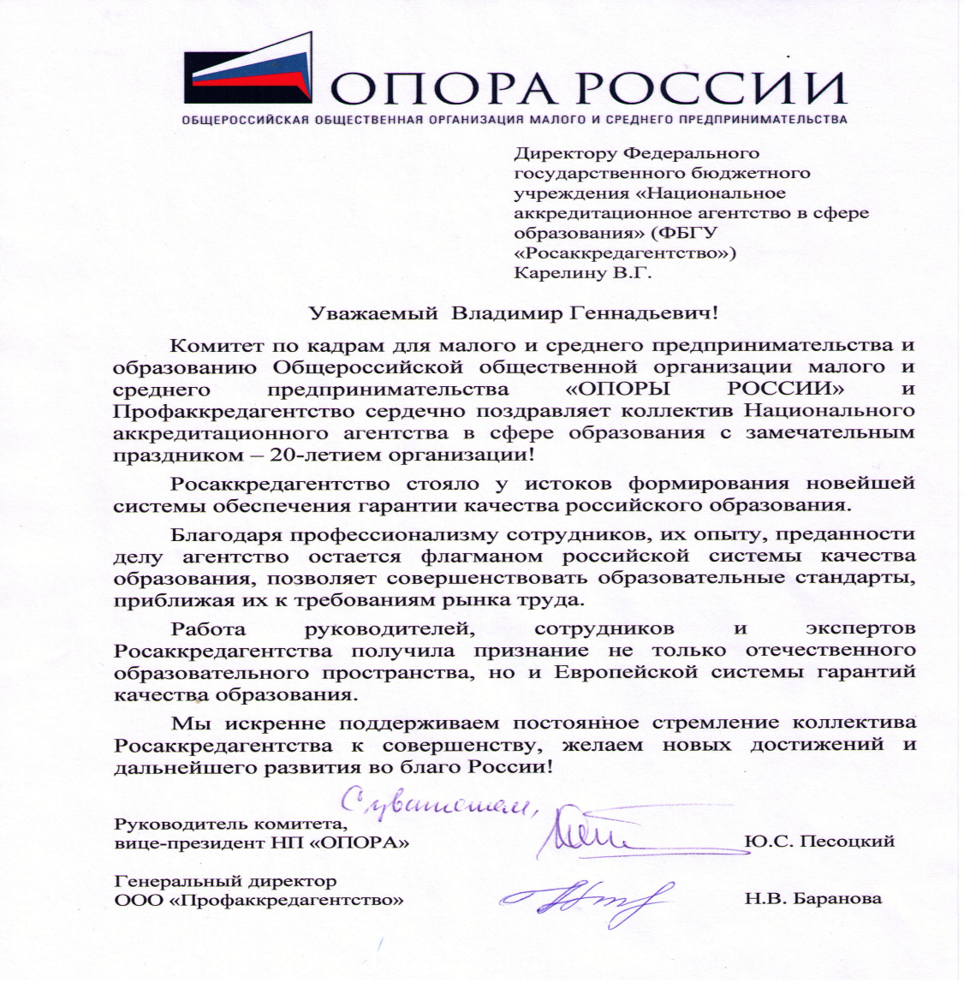 ОПОРА РОССИИ
ОБЩЕРОССИЙСКАЯ ОБЩЕСТВЕННАЯ ОРГАНИЗАЦИЯ МАЛОГО И СРЕДНЕГО ПРЕДПРИНИМАТЕЛЬСТВА
Директору Федерального
государственного бюджетного
учреждения «Национальное
аккредитационное агентство в сфере
образования» (ФБГУ
«Росаккредагентство»)
Карелину В.Г.
Уважаемый Владимир Геннадьевич!
Комитет по кадрам для малого и среднего предпринимательства и
образованию Общероссийской общественной организации малого и
среднего предпринимательства «ОПОРЫ РОССИИ» и
Профаккредагентство сердечно поздравляет коллектив Национального
аккредитационного агентства в сфере образования с замечательным
праздником – 20-летием организации!
Росаккредагентство стояло у истоков формирования новейшей
системы обеспечения гарантии качества российского образования.
Благодаря профессионализму сотрудников, их опыту, преданности
делу агентство остается флагманом российской системы качества
образования, позволяет совершенствовать образовательные стандарты,
приближая их к требованиям рынка труда.
Работа руководителей, сотрудников и экспертов
Росаккредагентства получила признание не только отечественного
образовательного пространства, но и Европейской системы гарантий
качества образования.
Мы искренне поддерживаем постоянное стремление коллектива
Росаккредагентства к совершенству, желаем новых достижений и
дальнейшего развития во благо России!
С уважением,
Руководитель комитета,
вице-президент НП «ОПОРА» Ю.С. Песоцкий
Генеральный директор
ООО «Профаккредагентство» Н.В. Баранова